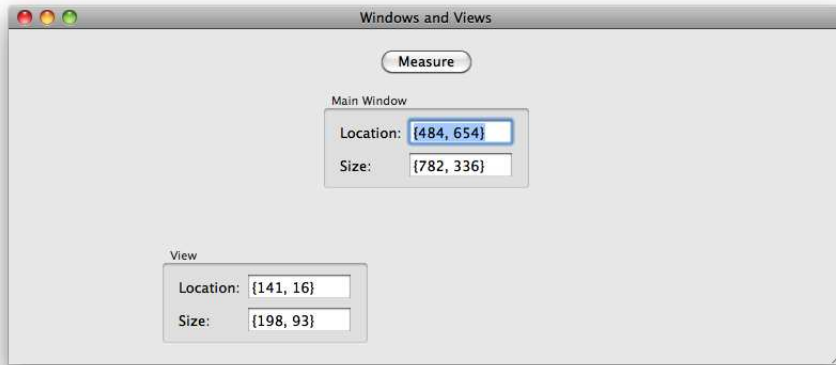 Windows and Views
Measure
Main Window
Location: {484, 654}
Size: {782, 336}
View
Location: {141, 16}
Size: {198, 93}